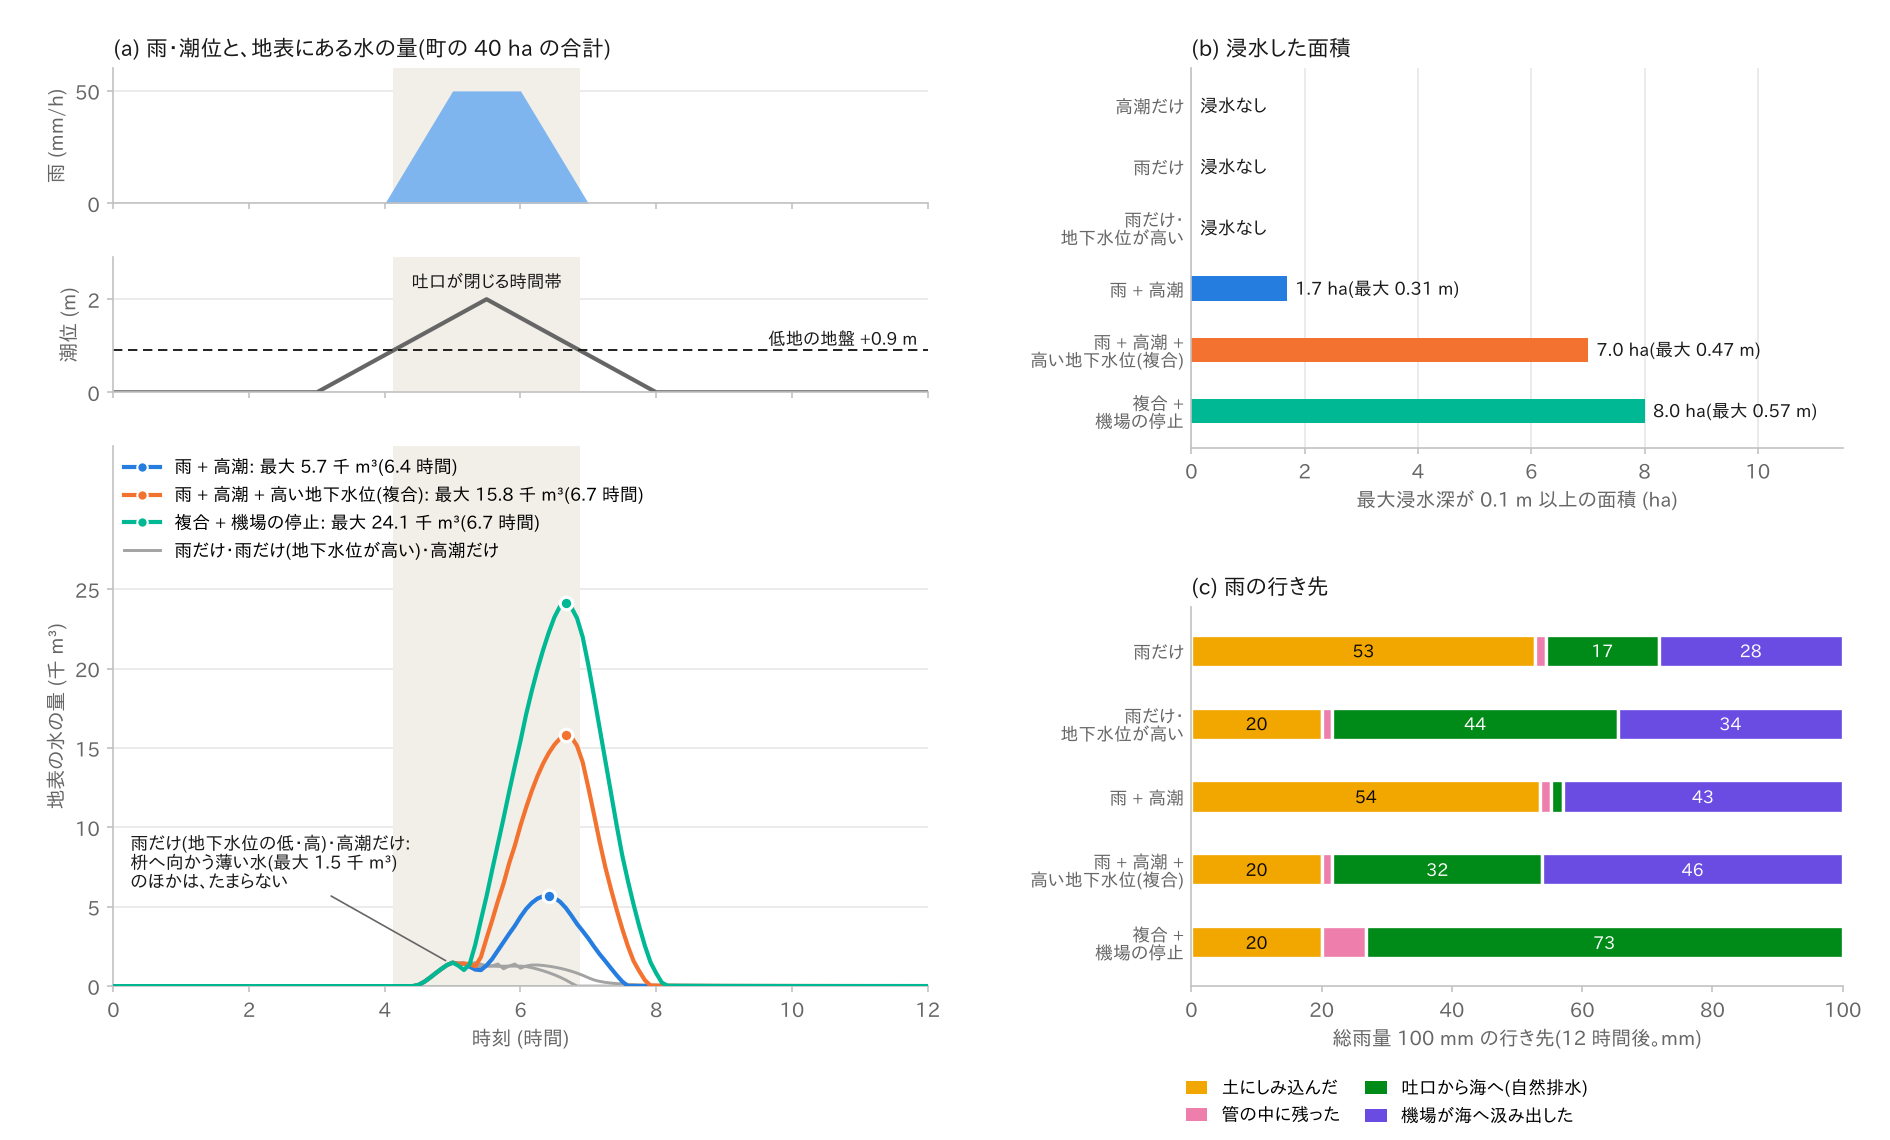 (a) 雨・潮位と、地表にある水の量(町の 40 ha の合計)
雨 (mm/h)
50
0
潮位 (m)
2
0
吐口が閉じる時間帯
低地の地盤 +0.9 m
雨 + 高潮: 最大 5.7 千 m³(6.4 時間)
雨 + 高潮 + 高い地下水位(複合): 最大 15.8 千 m³(6.7 時間)
複合 + 機場の停止: 最大 24.1 千 m³(6.7 時間)
雨だけ・雨だけ(地下水位が高い)・高潮だけ
地表の水の量 (千 m³)
25
20
15
10
5
0
雨だけ(地下水位の低・高)・高潮だけ:
枡へ向かう薄い水(最大 1.5 千 m³)
のほかは、たまらない
0 2 4 6 8 10 12
時刻 (時間)
(b) 浸水した面積
高潮だけ
浸水なし
雨だけ
浸水なし
雨だけ・
地下水位が高い
浸水なし
雨 + 高潮
1.7 ha(最大 0.31 m)
雨 + 高潮 +
高い地下水位(複合)
7.0 ha(最大 0.47 m)
複合 +
機場の停止
8.0 ha(最大 0.57 m)
0 2 4 6 8 10
最大浸水深が 0.1 m 以上の面積 (ha)
(c) 雨の行き先
雨だけ
53 17 28
雨だけ・
地下水位が高い
20 44 34
雨 + 高潮
54 43
雨 + 高潮 +
高い地下水位(複合)
20 32 46
複合 +
機場の停止
20 73
0 20 40 60 80 100
総雨量 100 mm の行き先(12 時間後。mm)
土にしみ込んだ
吐口から海へ(自然排水)
管の中に残った
機場が海へ汲み出した